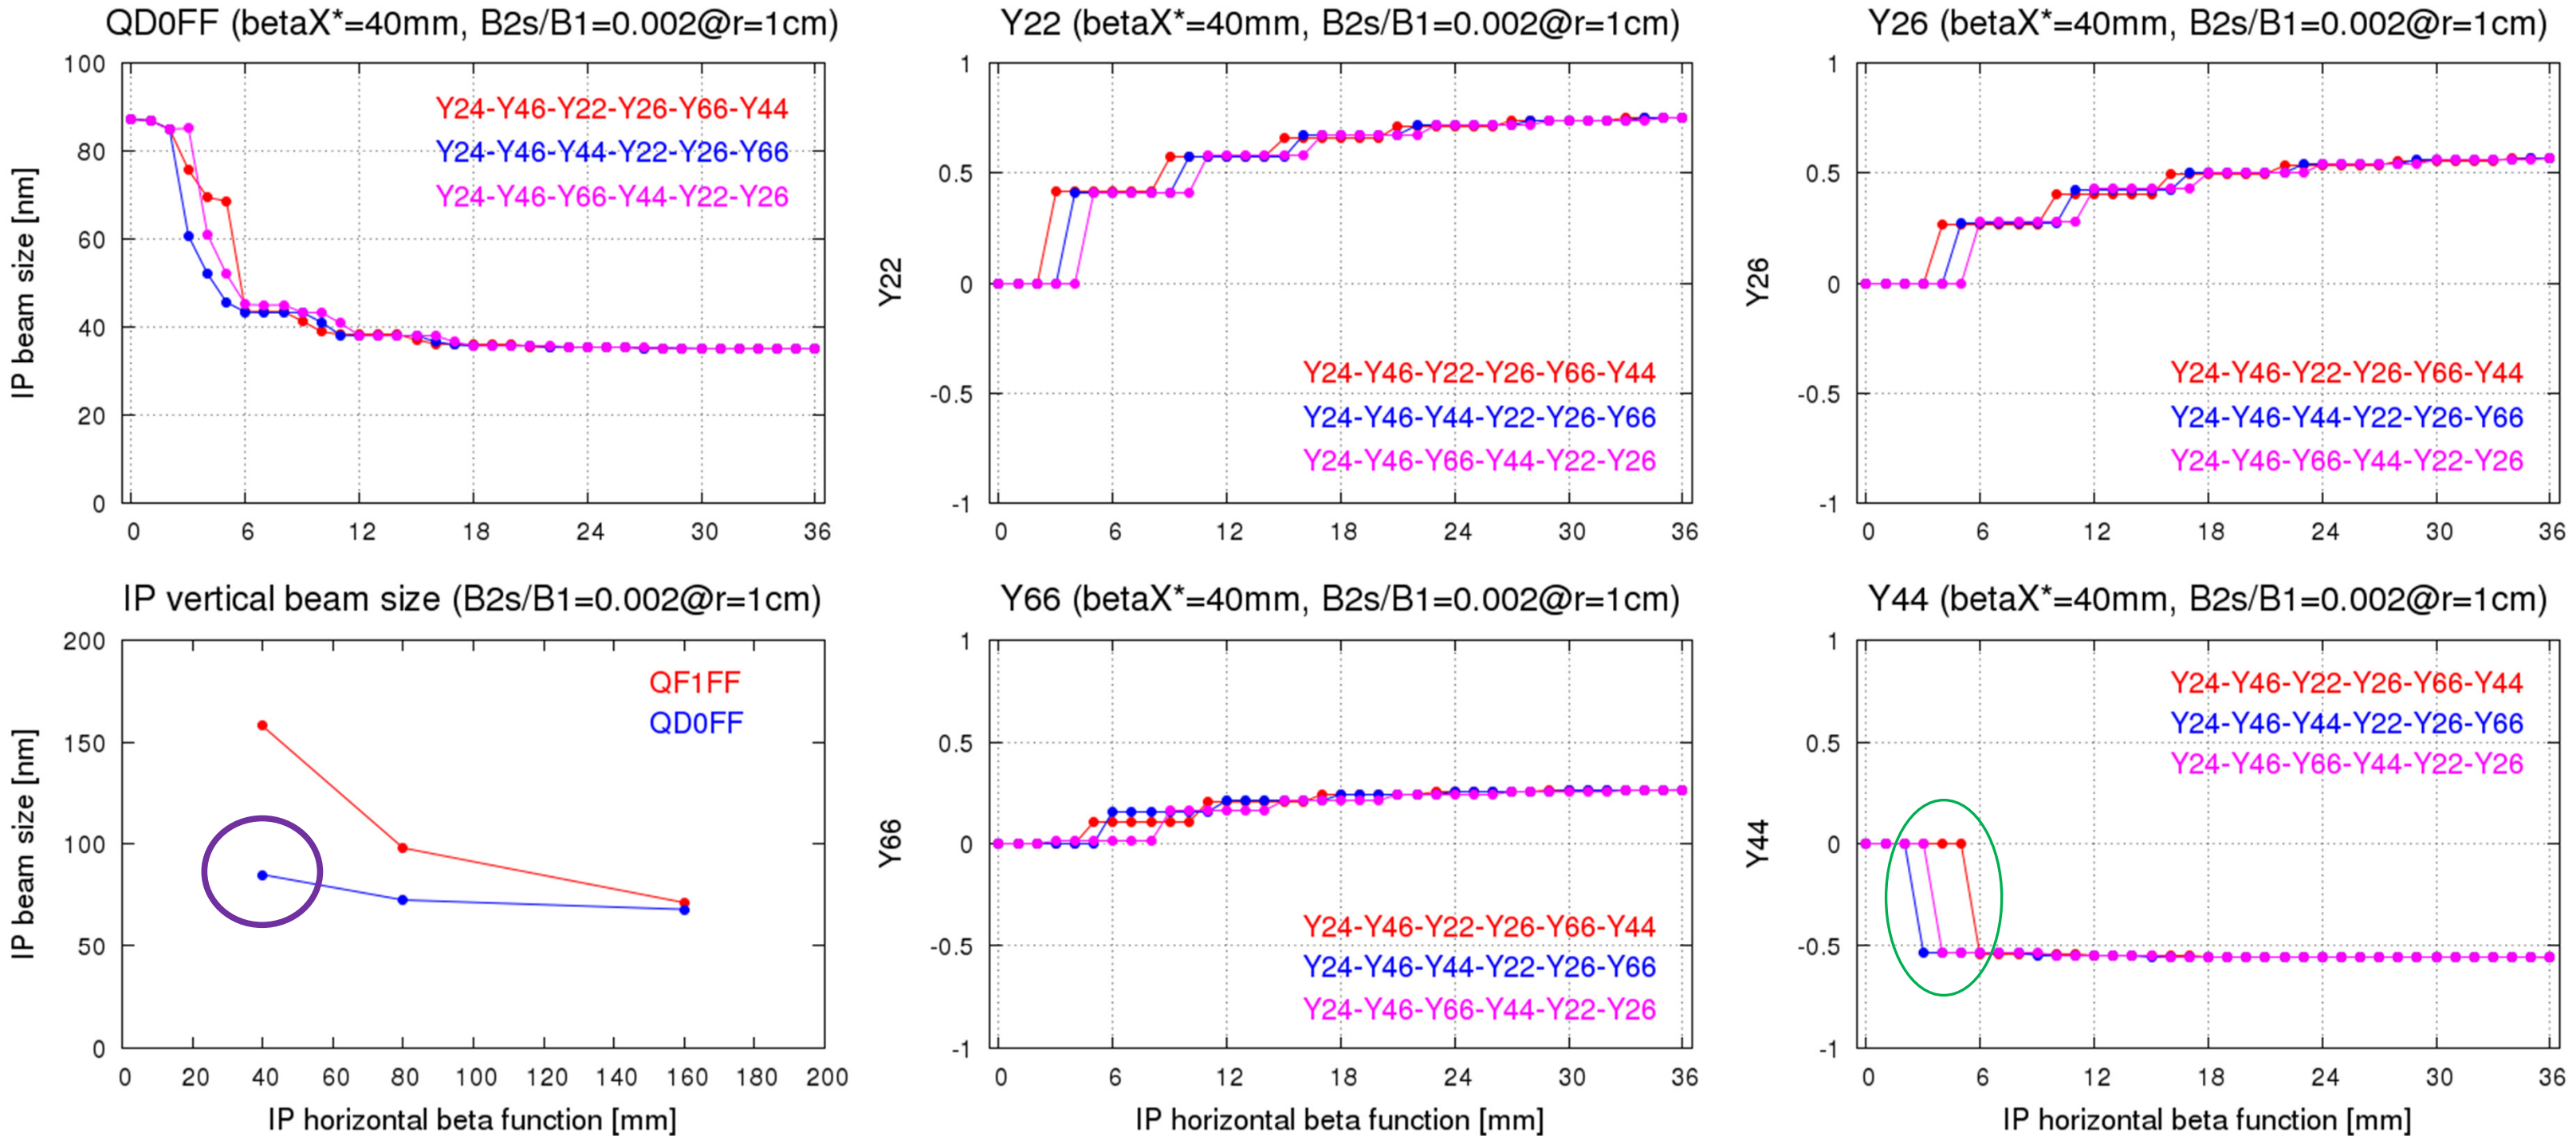 QD0FF (betaX*=40mm, B2s/B1=0.002@r=1cm)
IP beam size [nm]
100
80
60
40
20
0
Y24-Y46-Y22-Y26-Y66-Y44
Y24-Y46-Y44-Y22-Y26-Y66
Y24-Y46-Y66-Y44-Y22-Y26
0 6 12 18 24 30 36
Y22 (betaX*=40mm, B2s/B1=0.002@r=1cm)
Y22
1
0.5
0
-0.5
-1
Y24-Y46-Y22-Y26-Y66-Y44
Y24-Y46-Y44-Y22-Y26-Y66
Y24-Y46-Y66-Y44-Y22-Y26
0 6 12 18 24 30 36
Y26 (betaX*=40mm, B2s/B1=0.002@r=1cm)
Y26
1
0.5
0
-0.5
-1
Y24-Y46-Y22-Y26-Y66-Y44
Y24-Y46-Y44-Y22-Y26-Y66
Y24-Y46-Y66-Y44-Y22-Y26
0 6 12 18 24 30 36
IP vertical beam size (B2s/B1=0.002@r=1cm)
IP beam size [nm]
200
150
100
50
0
QF1FF
QD0FF
0 20 40 60 80 100 120 140 160 180 200
IP horizontal beta function [mm]
Y66 (betaX*=40mm, B2s/B1=0.002@r=1cm)
Y66
1
0.5
0
-0.5
-1
Y24-Y46-Y22-Y26-Y66-Y44
Y24-Y46-Y44-Y22-Y26-Y66
Y24-Y46-Y66-Y44-Y22-Y26
0 6 12 18 24 30 36
IP horizontal beta function [mm]
Y44 (betaX*=40mm, B2s/B1=0.002@r=1cm)
Y44
1
0.5
0
-0.5
-1
Y24-Y46-Y22-Y26-Y66-Y44
Y24-Y46-Y44-Y22-Y26-Y66
Y24-Y46-Y66-Y44-Y22-Y26
0 6 12 18 24 30 36
IP horizontal beta function [mm]